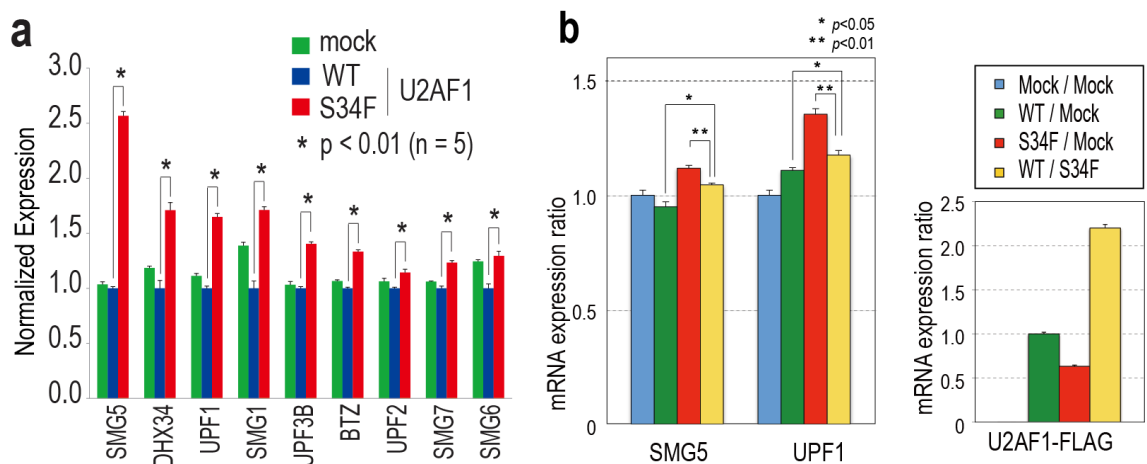 a
mock
WT
S34F
U2AF1
* p < 0.01 (n = 5)
Normalized Expression
3.0
2.5
2.0
1.5
1.0
0.5
0.0
*
*
*
*
*
*
*
*
*
SMG5
DHX34
UPF1
SMG1
UPF3B
BTZ
UPF2
SMG7
SMG6
b
* p<0.05
** p<0.01
mRNA expression ratio
1.5
1.0
0.5
0
*
**
*
**
SMG5
UPF1
Mock / Mock
WT / Mock
S34F / Mock
WT / S34F
mRNA expression ratio
2.5
2.0
1.0
0.5
0
U2AF1-FLAG